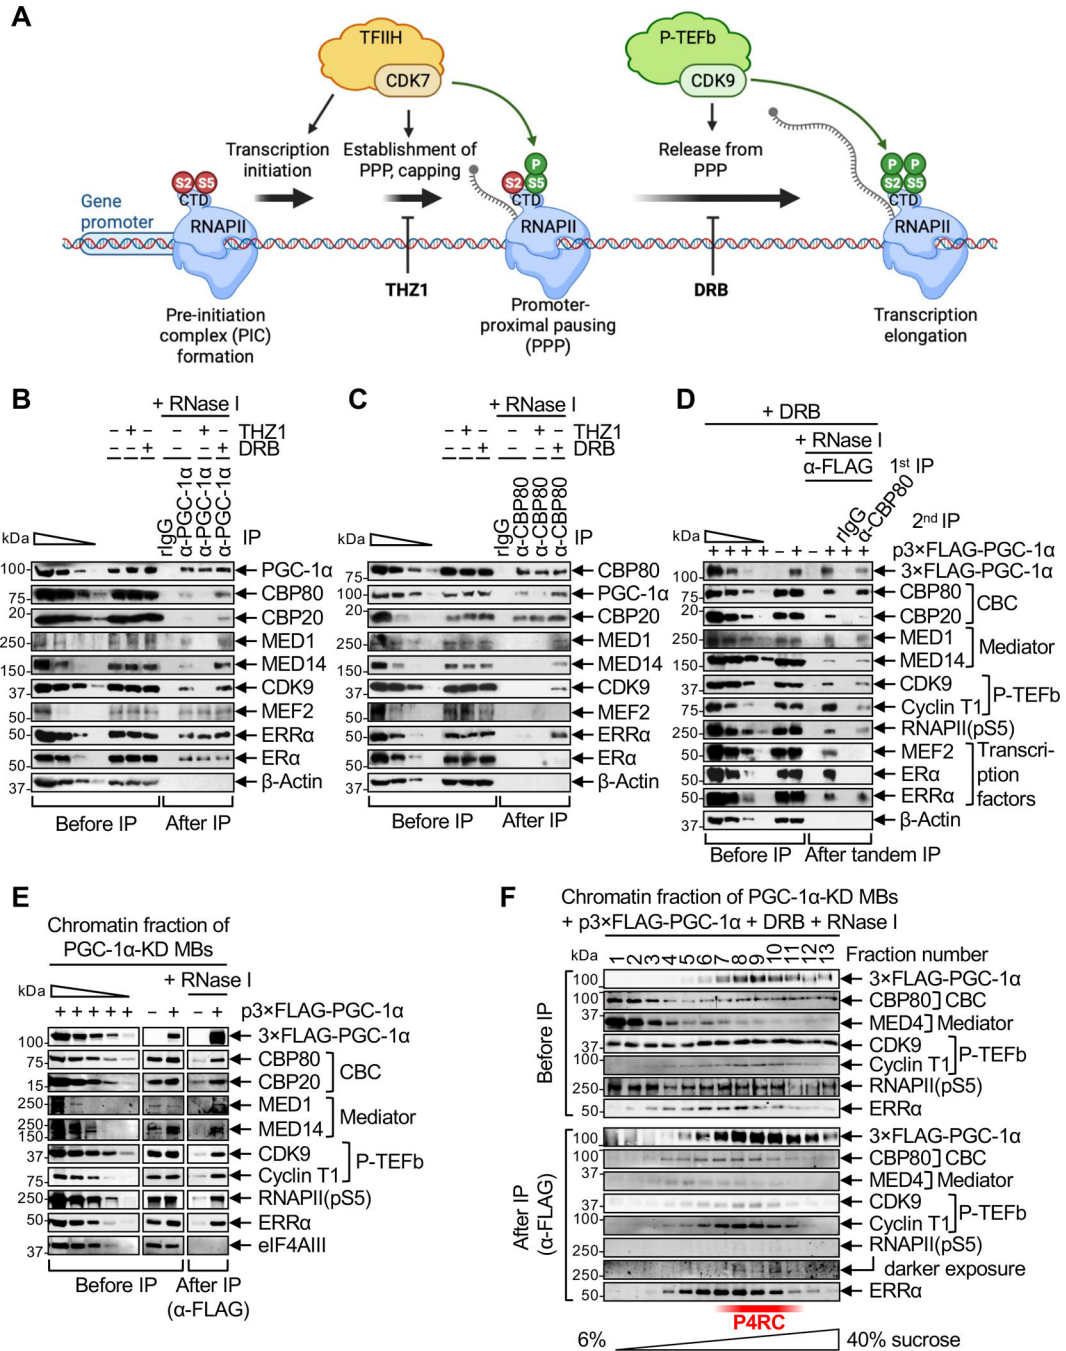 A
TFIIH
CDK7
P-TEFb
CDK9
Transcription
initiation
Establishment of
PPP, capping
Release from
PPP
P
P P
S2 S5
S2 S5
S2 S5
CTD
CTD
CTD
Gene
promoter
RNAPII
RNAPII
RNAPII
THZ1
DRB
Pre-initiation
complex (PIC)
formation
Promoter-
proximal pausing
(PPP)
Transcription
elongation
B
+ RNase I
– + – – + – THZ1
– – + – – + DRB
rIgG
α-PGC-1α
α-PGC-1α
α-PGC-1α
IP
kDa
100 PGC-1α
75 CBP80
20 CBP20
250 MED1
150 MED14
37 CDK9
50 MEF2
50 ERRα
50 ERα
37 β-Actin
Before IP After IP
C
+ RNase I
– + – – + – THZ1
– – + – – + DRB
rIgG
α-CBP80
α-CBP80
α-CBP80
IP
kDa
75 CBP80
100 PGC-1α
20 CBP20
250 MED1
150 MED14
37 CDK9
50 MEF2
50 ERRα
50 ERα
37 β-Actin
Before IP After IP
D
+ DRB
+ RNase I
α-FLAG 1st IP
rIgG
α-CBP80
2nd IP
kDa
+ + + + – + – + + + p3×FLAG-PGC-1α
100 3×FLAG-PGC-1α
75 CBP80
20 CBP20
CBC
250 MED1
150 MED14
Mediator
37 CDK9
75 Cyclin T1
P-TEFb
250 RNAPII(pS5)
50 MEF2
50 ERα
50 ERRα
Transcri-
ption
factors
37 β-Actin
Before IP After tandem IP
E
Chromatin fraction of
PGC-1α-KD MBs
+ RNase I
kDa
+ + + + + – + – + p3×FLAG-PGC-1α
100 3×FLAG-PGC-1α
75 CBP80
15 CBP20
CBC
250 MED1
250
150 MED14
Mediator
37 CDK9
75 Cyclin T1
P-TEFb
250 RNAPII(pS5)
50 ERRα
37 eIF4AIII
Before IP After IP
(α-FLAG)
F
Chromatin fraction of PGC-1α-KD MBs
+ p3×FLAG-PGC-1α + DRB + RNase I
kDa 1 2 3 4 5 6 7 8 9 10 11 12 13 Fraction number
Before IP
100 3×FLAG-PGC-1α
100 CBP80 CBC
MED4 Mediator
37 CDK9
100 Cyclin T1
P-TEFb
250 RNAPII(pS5)
50 ERRα
After IP
(α-FLAG)
100 3×FLAG-PGC-1α
100 CBP80 CBC
MED4 Mediator
37 CDK9
100 Cyclin T1
P-TEFb
250 RNAPII(pS5)
250 darker exposure
50 ERRα
P4RC
6% 40% sucrose